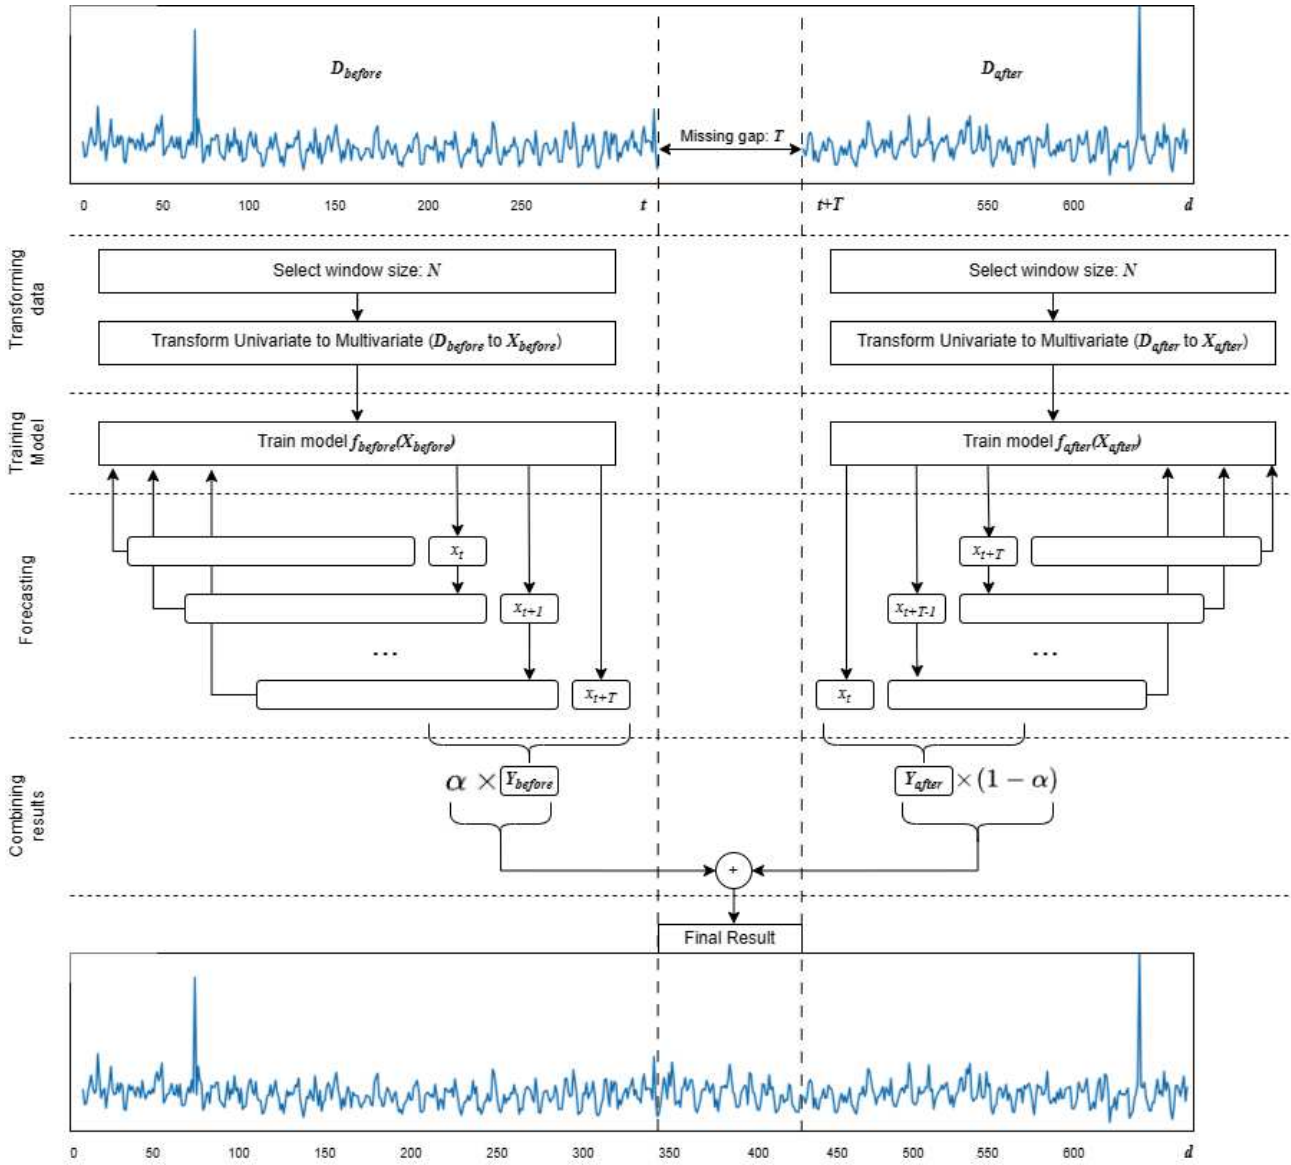 D_before
D_after
Missing gap: T
0 50 100 150 200 250 t t+T 550 600 d
Transforming data
Select window size: N
Select window size: N
Transform Univariate to Multivariate (D_before to X_before)
Transform Univariate to Multivariate (D_after to X_after)
Training Model
Train model f_before(X_before)
Train model f_after(X_after)
Forecasting
x_t
x_t+T
x_t+1
x_t+T-1
...
...
x_t+T
x_t
Combining results
α × Y_before
Y_after × (1 − α)
+
Final Result
0 50 100 150 200 250 300 350 400 450 500 550 600 d